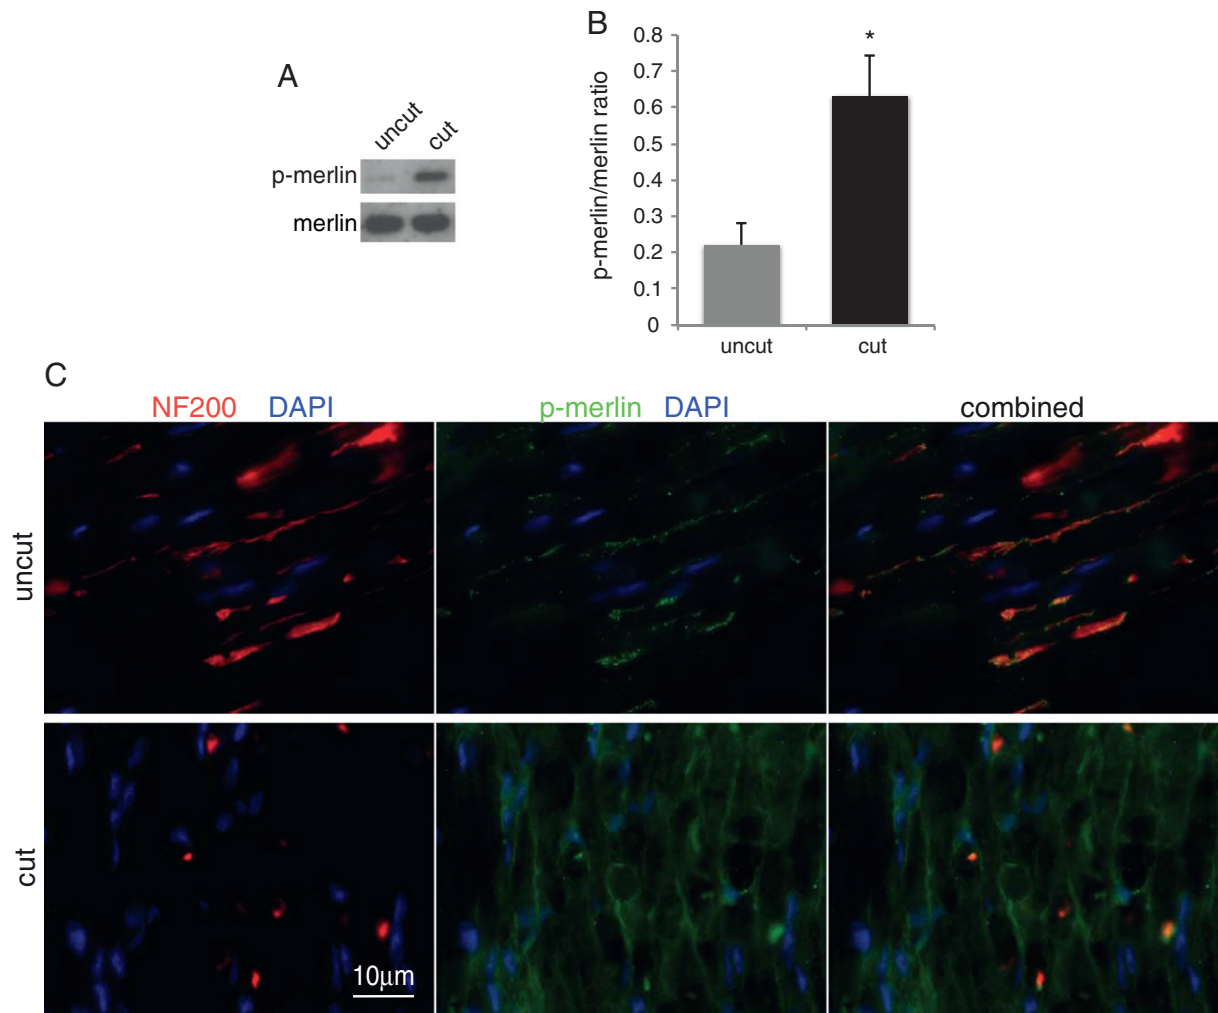 A
uncut
cut
p-merlin
merlin
B
p-merlin/merlin ratio
0.8
0.7
0.6
0.5
0.4
0.3
0.2
0.1
0
*
uncut
cut
C
NF200 DAPI
p-merlin DAPI
combined
uncut
cut
10μm